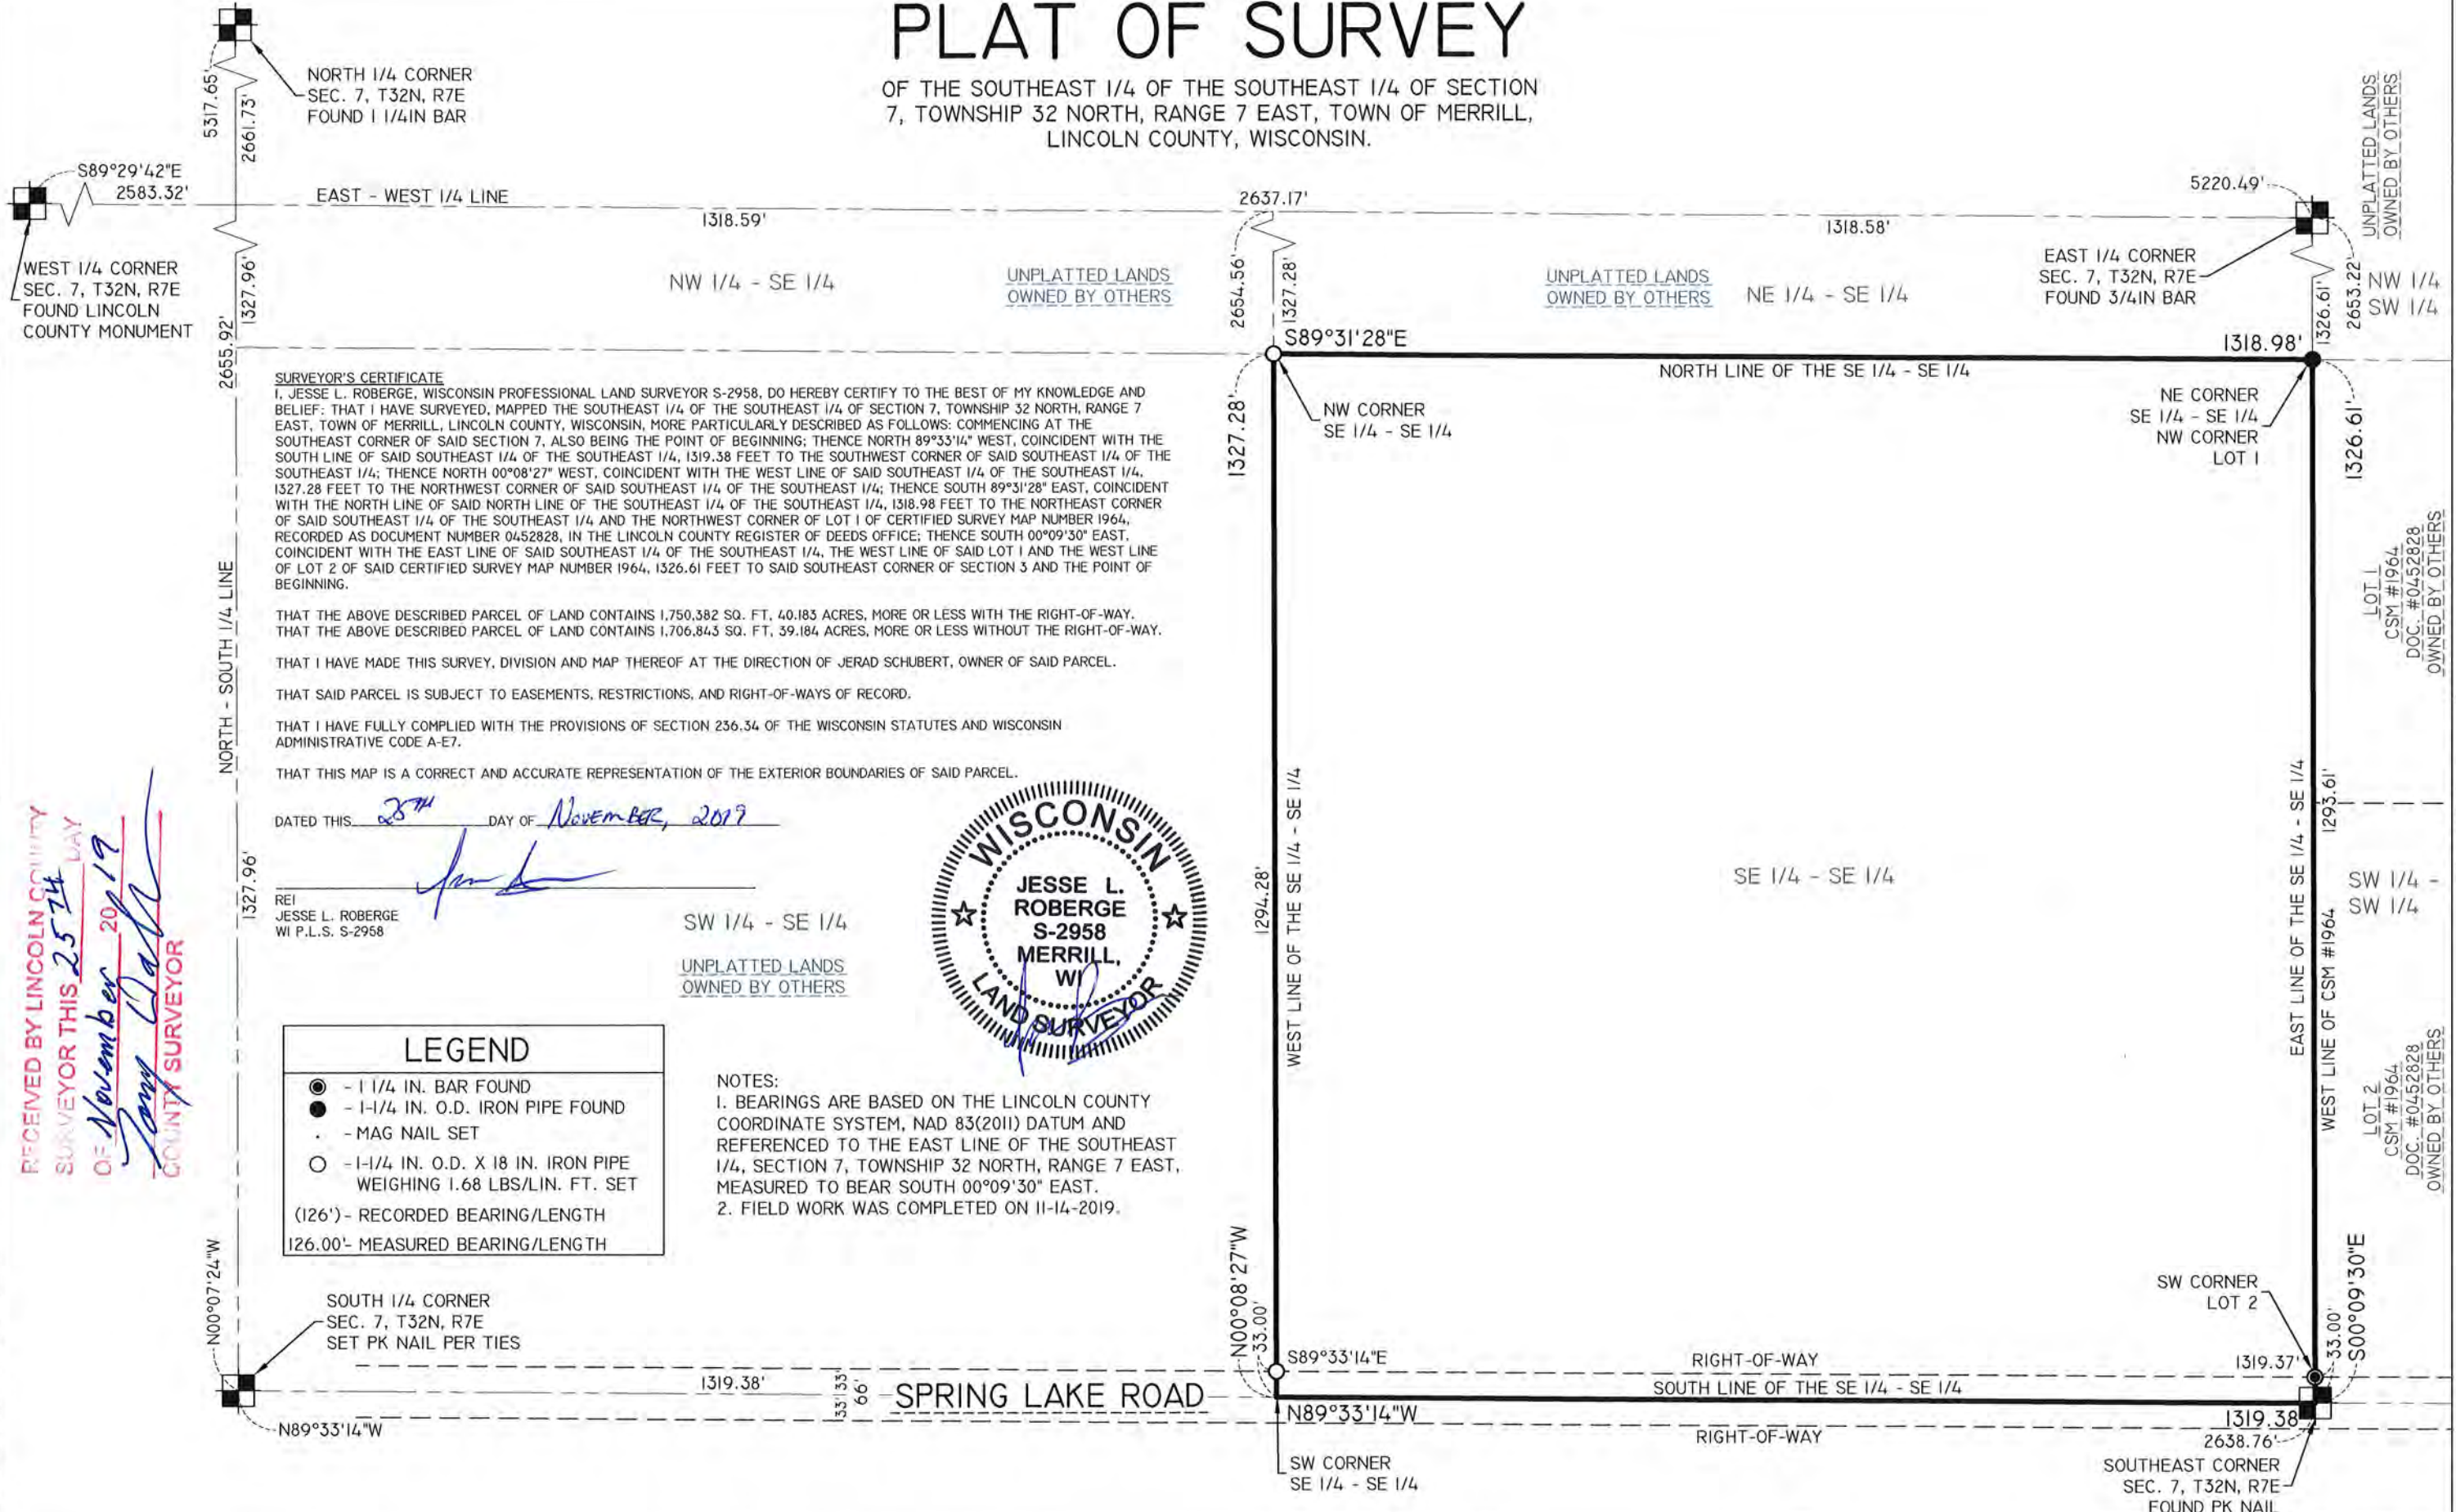 PLAT OF SURVEY
OF THE SOUTHEAST 1/4 OF THE SOUTHEAST 1/4 OF SECTION
7, TOWNSHIP 32 NORTH, RANGE 7 EAST, TOWN OF MERRILL,
LINCOLN COUNTY, WISCONSIN.
NORTH 1/4 CORNER
SEC. 7, T32N, R7E
FOUND 1 1/4IN BAR
5317.65'
2661.73'
S89°29'42"E
2583.32'
EAST - WEST 1/4 LINE
1318.59'
2637.17'
1318.58'
5220.49'
UNPLATTED LANDS
OWNED BY OTHERS
WEST 1/4 CORNER
SEC. 7, T32N, R7E
FOUND LINCOLN
COUNTY MONUMENT
2655.92'
1327.96'
NW 1/4 - SE 1/4
UNPLATTED LANDS
OWNED BY OTHERS
2654.56'
1327.28'
UNPLATTED LANDS
OWNED BY OTHERS
NE 1/4 - SE 1/4
EAST 1/4 CORNER
SEC. 7, T32N, R7E
FOUND 3/4IN BAR
1326.61'
2653.22'
NW 1/4
SW 1/4
S89°31'28"E
1318.98'
NORTH LINE OF THE SE 1/4 - SE 1/4
NW CORNER
SE 1/4 - SE 1/4
NE CORNER
SE 1/4 - SE 1/4
NW CORNER
LOT 1
1327.28'
1326.61'
SURVEYOR'S CERTIFICATE
I, JESSE L. ROBERGE, WISCONSIN PROFESSIONAL LAND SURVEYOR S-2958, DO HEREBY CERTIFY TO THE BEST OF MY KNOWLEDGE AND
BELIEF: THAT I HAVE SURVEYED, MAPPED THE SOUTHEAST 1/4 OF THE SOUTHEAST 1/4 OF SECTION 7, TOWNSHIP 32 NORTH, RANGE 7
EAST, TOWN OF MERRILL, LINCOLN COUNTY, WISCONSIN, MORE PARTICULARLY DESCRIBED AS FOLLOWS: COMMENCING AT THE
SOUTHEAST CORNER OF SAID SECTION 7, ALSO BEING THE POINT OF BEGINNING; THENCE NORTH 89°33'14" WEST, COINCIDENT WITH THE
SOUTH LINE OF SAID SOUTHEAST 1/4 OF THE SOUTHEAST 1/4, 1319.38 FEET TO THE SOUTHWEST CORNER OF SAID SOUTHEAST 1/4 OF THE
SOUTHEAST 1/4; THENCE NORTH 00°08'27" WEST, COINCIDENT WITH THE WEST LINE OF SAID SOUTHEAST 1/4 OF THE SOUTHEAST 1/4,
1327.28 FEET TO THE NORTHWEST CORNER OF SAID SOUTHEAST 1/4 OF THE SOUTHEAST 1/4; THENCE SOUTH 89°31'28" EAST, COINCIDENT
WITH THE NORTH LINE OF SAID NORTH LINE OF THE SOUTHEAST 1/4 OF THE SOUTHEAST 1/4, 1318.98 FEET TO THE NORTHEAST CORNER
OF SAID SOUTHEAST 1/4 OF THE SOUTHEAST 1/4 AND THE NORTHWEST CORNER OF LOT 1 OF CERTIFIED SURVEY MAP NUMBER 1964,
RECORDED AS DOCUMENT NUMBER 0452828, IN THE LINCOLN COUNTY REGISTER OF DEEDS OFFICE; THENCE SOUTH 00°09'30" EAST,
COINCIDENT WITH THE EAST LINE OF SAID SOUTHEAST 1/4 OF THE SOUTHEAST 1/4, THE WEST LINE OF SAID LOT 1 AND THE WEST LINE
OF LOT 2 OF SAID CERTIFIED SURVEY MAP NUMBER 1964, 1326.61 FEET TO SAID SOUTHEAST CORNER OF SECTION 3 AND THE POINT OF
BEGINNING.
THAT THE ABOVE DESCRIBED PARCEL OF LAND CONTAINS 1,750,382 SQ. FT, 40.183 ACRES, MORE OR LESS WITH THE RIGHT-OF-WAY.
THAT THE ABOVE DESCRIBED PARCEL OF LAND CONTAINS 1,706,843 SQ. FT, 39.184 ACRES, MORE OR LESS WITHOUT THE RIGHT-OF-WAY.
THAT I HAVE MADE THIS SURVEY, DIVISION AND MAP THEREOF AT THE DIRECTION OF JERAD SCHUBERT, OWNER OF SAID PARCEL.
THAT SAID PARCEL IS SUBJECT TO EASEMENTS, RESTRICTIONS, AND RIGHT-OF-WAYS OF RECORD.
THAT I HAVE FULLY COMPLIED WITH THE PROVISIONS OF SECTION 236.34 OF THE WISCONSIN STATUTES AND WISCONSIN
ADMINISTRATIVE CODE A-E7.
THAT THIS MAP IS A CORRECT AND ACCURATE REPRESENTATION OF THE EXTERIOR BOUNDARIES OF SAID PARCEL.
DATED THIS 25TH DAY OF NOVEMBER, 2019
REI
JESSE L. ROBERGE
WI P.L.S. S-2958
NORTH - SOUTH 1/4 LINE
1327.96'
N00°07'24"W
RECEIVED BY LINCOLN COUNTY
SURVEYOR THIS 25TH DAY
OF November 2019
COUNTY SURVEYOR
SW 1/4 - SE 1/4
UNPLATTED LANDS
OWNED BY OTHERS
WISCONSIN
JESSE L.
ROBERGE
S-2958
MERRILL,
WI
LAND SURVEYOR
LEGEND
- 1 1/4 IN. BAR FOUND
- 1-1/4 IN. O.D. IRON PIPE FOUND
- MAG NAIL SET
- 1-1/4 IN. O.D. X 18 IN. IRON PIPE
WEIGHING 1.68 LBS/LIN. FT. SET
(126')- RECORDED BEARING/LENGTH
126.00'- MEASURED BEARING/LENGTH
NOTES:
1. BEARINGS ARE BASED ON THE LINCOLN COUNTY
COORDINATE SYSTEM, NAD 83(2011) DATUM AND
REFERENCED TO THE EAST LINE OF THE SOUTHEAST
1/4, SECTION 7, TOWNSHIP 32 NORTH, RANGE 7 EAST,
MEASURED TO BEAR SOUTH 00°09'30" EAST.
2. FIELD WORK WAS COMPLETED ON 11-14-2019.
1294.28'
WEST LINE OF THE SE 1/4 - SE 1/4
SE 1/4 - SE 1/4
EAST LINE OF THE SE 1/4 - SE 1/4
WEST LINE OF CSM #1964
1293.61'
LOT 1
CSM #1964
DOC. #0452828
OWNED BY OTHERS
SW 1/4 -
SW 1/4
LOT 2
CSM #1964
DOC. #0452828
OWNED BY OTHERS
SOUTH 1/4 CORNER
SEC. 7, T32N, R7E
SET PK NAIL PER TIES
N89°33'14"W
1319.38'
33' 33'
66'
SPRING LAKE ROAD
N00°08'27"W
33.00'
S89°33'14"E
RIGHT-OF-WAY
1319.37'
SW CORNER
LOT 2
33.00'
S00°09'30"E
SOUTH LINE OF THE SE 1/4 - SE 1/4
N89°33'14"W
1319.38'
RIGHT-OF-WAY
2638.76'
SW CORNER
SE 1/4 - SE 1/4
SOUTHEAST CORNER
SEC. 7, T32N, R7E
FOUND PK NAIL